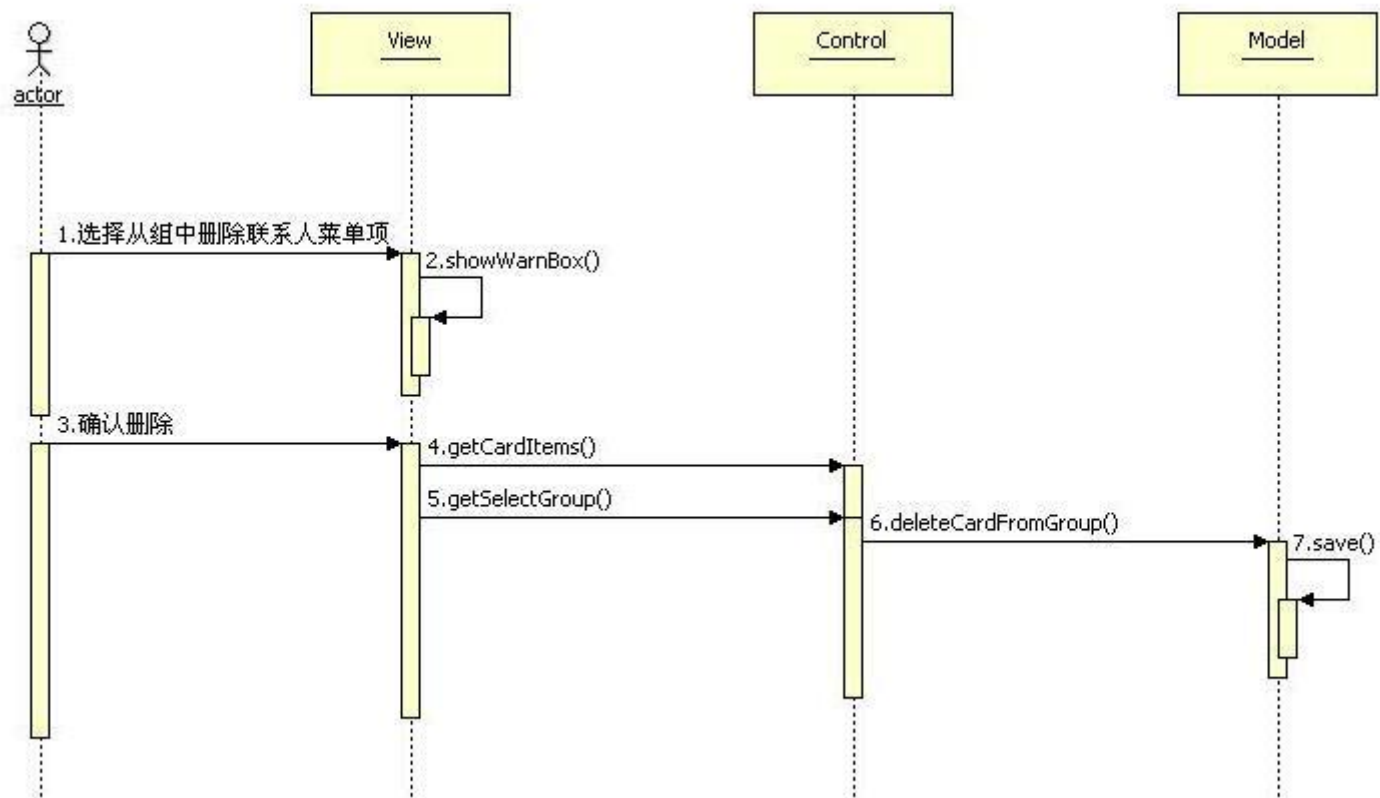 View
Control
Model
actor
1.选择从组中删除联系人菜单项
2.showWarnBox()
3.确认删除
4.getCardItems()
5.getSelectGroup()
6.deleteCardFromGroup()
7.save()